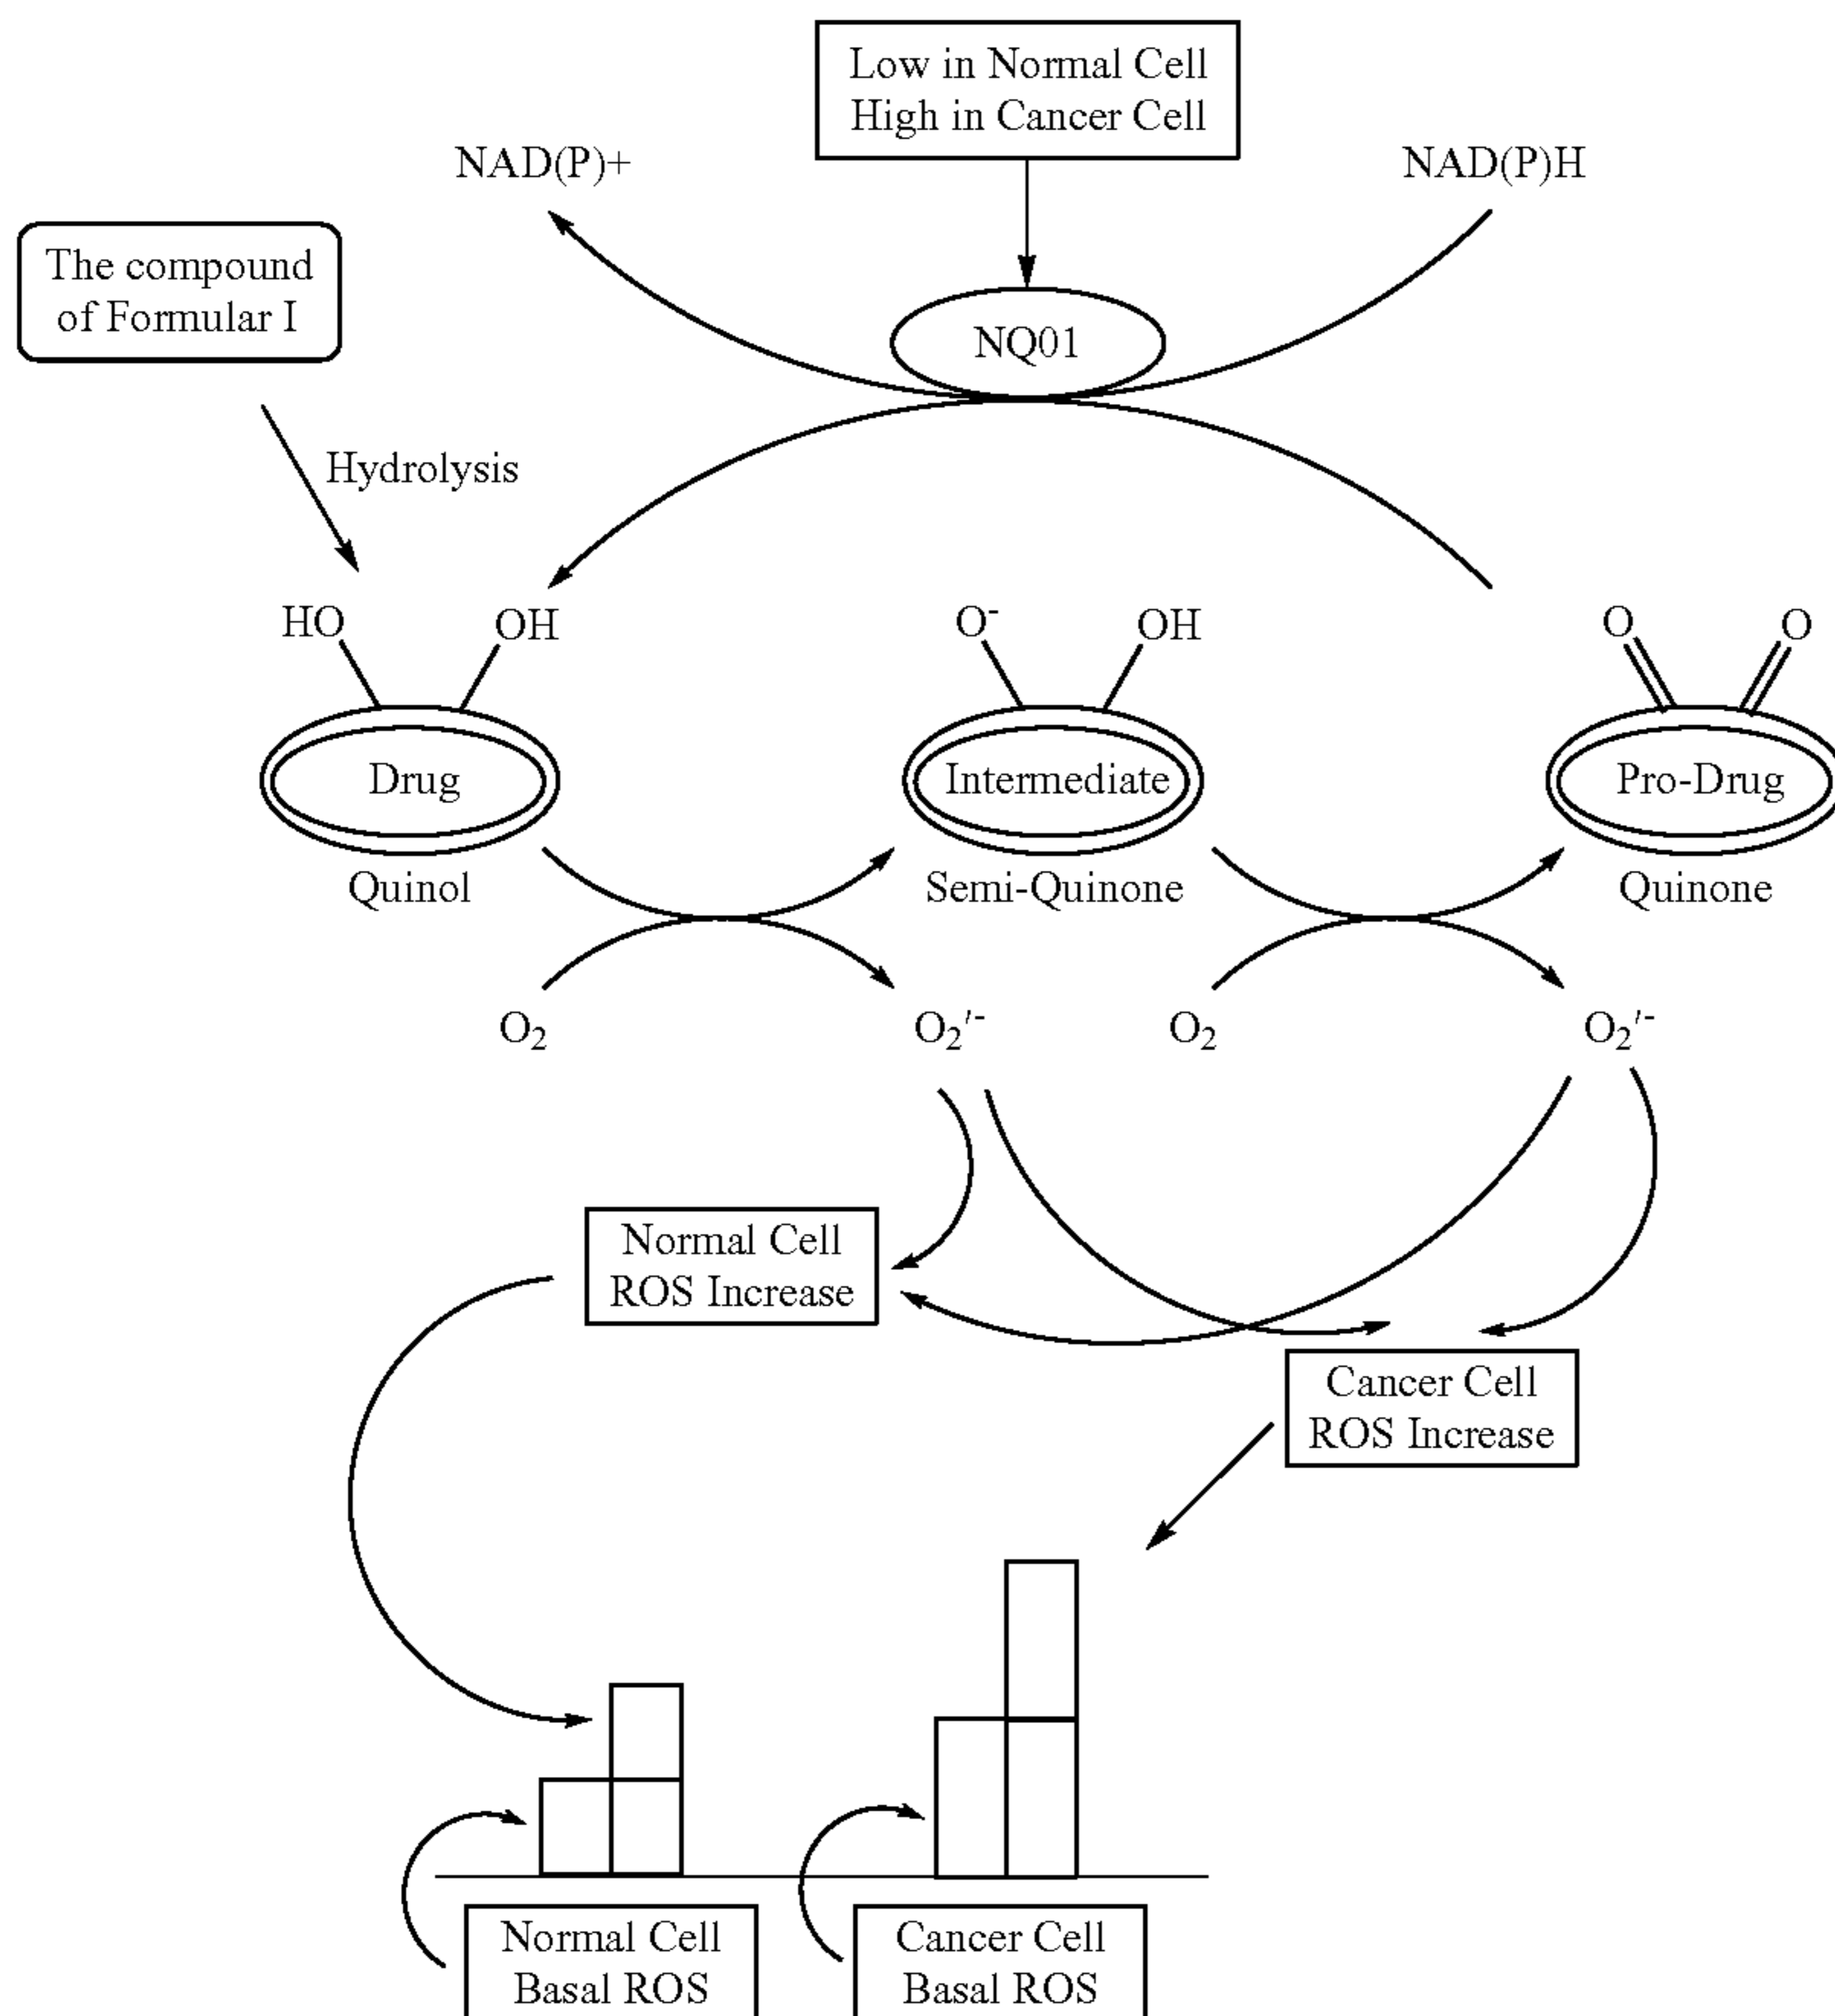 Low in Normal Cell
High in Cancer Cell
NAD(P)+
NAD(P)H
The compound
of Formular I
NQ01
Hydrolysis
HO
OH
O-
OH
O
O
Drug
Intermediate
Pro-Drug
Quinol
Semi-Quinone
Quinone
O2
O2'-
O2
O2'-
Normal Cell
ROS Increase
Cancer Cell
ROS Increase
Normal Cell
Basal ROS
Cancer Cell
Basal ROS